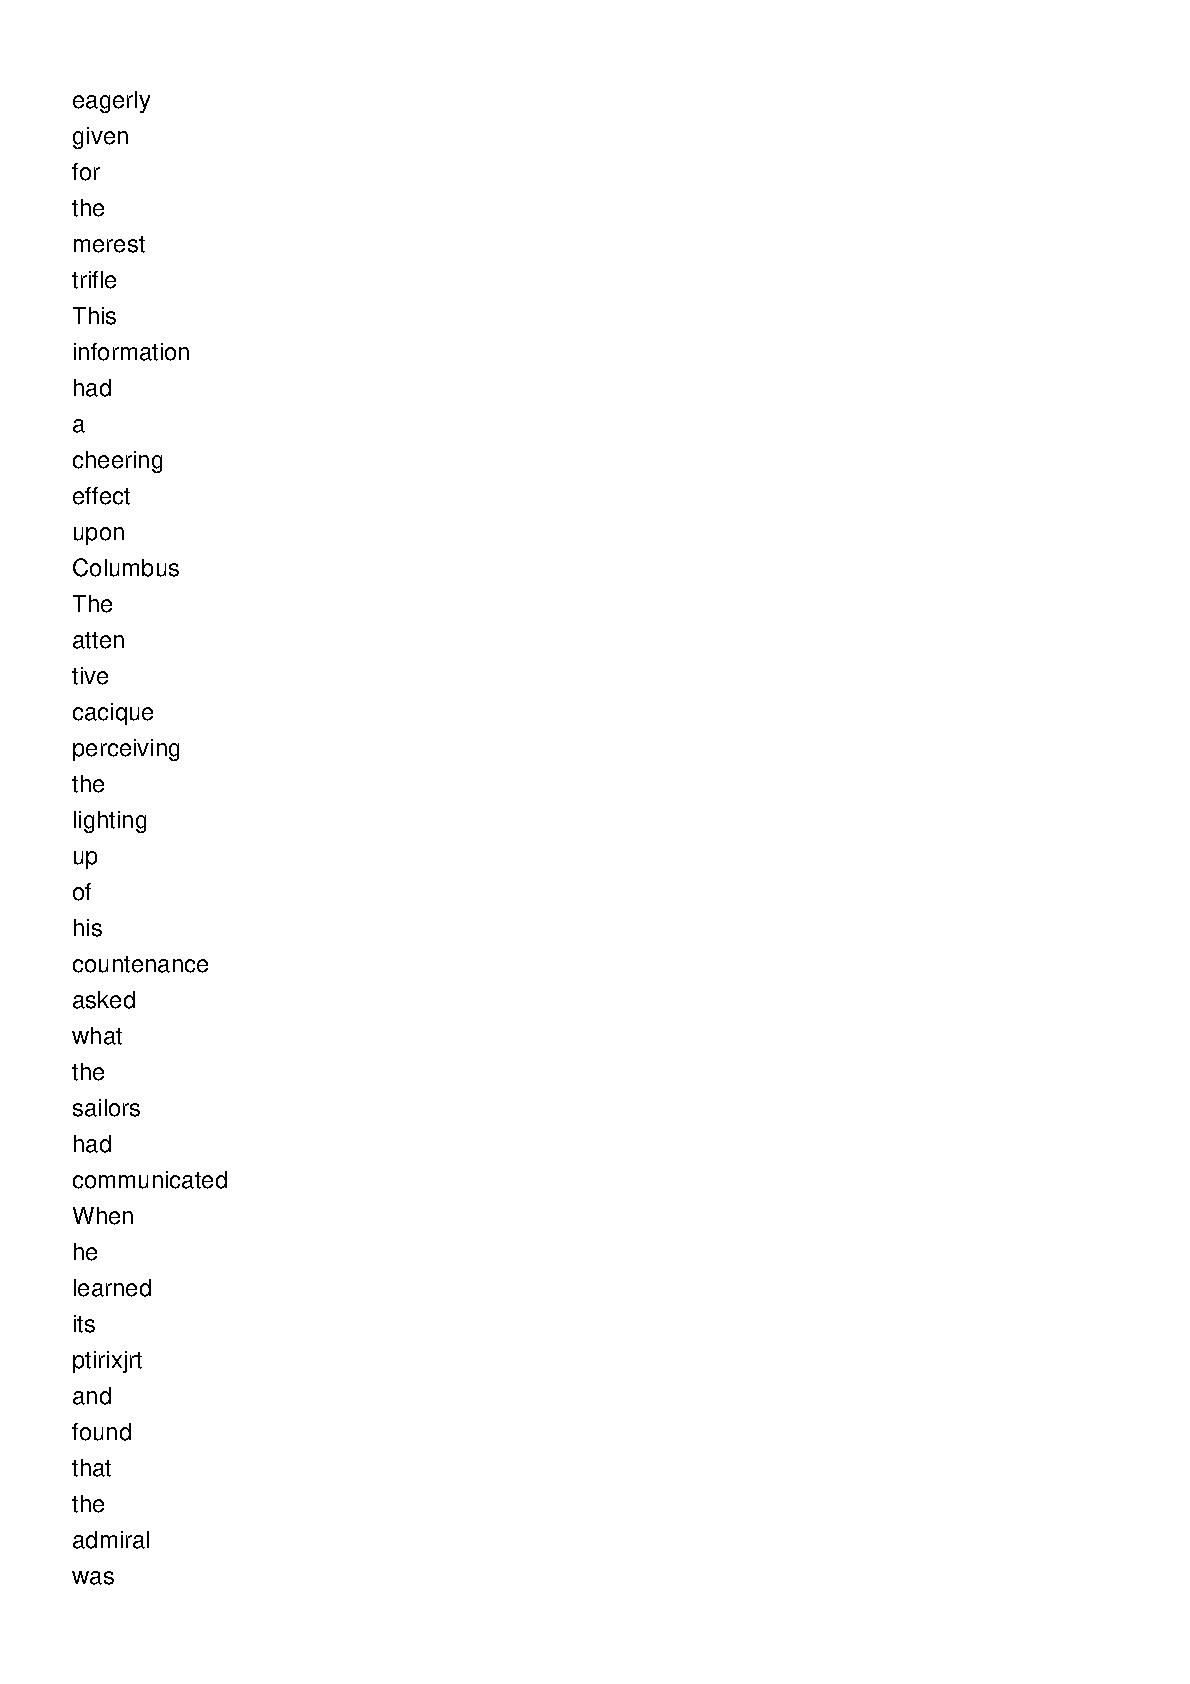 eagerly
given
for
the
merest
trifle
This
information
had
a
cheering
effect
upon
Columbus
The
atten
tive
cacique
perceiving
the
lighting
up
of
his
countenance
asked
what
the
sailors
had
communicated
When
he
learned
its
ptirixjrt
and
found
that
the
admiral
was